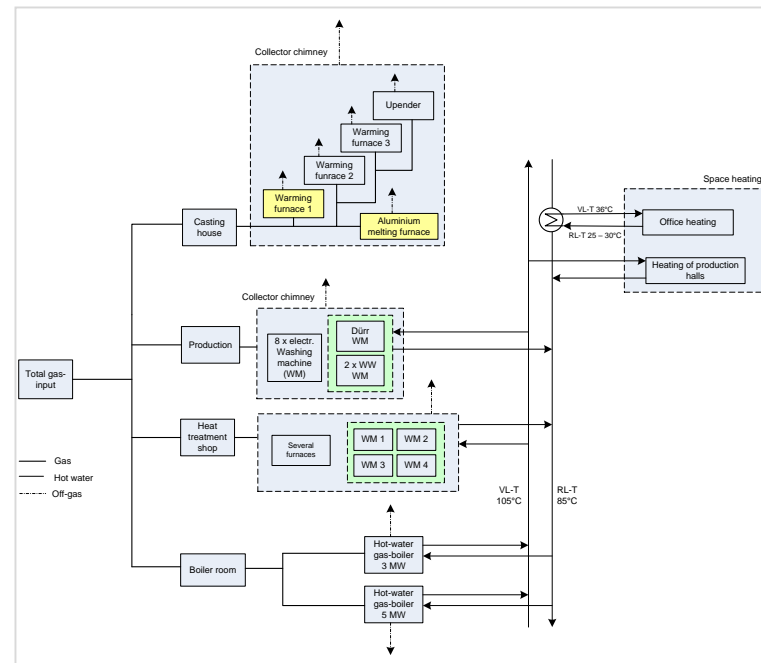 Collector chimney
Upender
Warming
furnace 3
Warming
funrace 2
Warming
furnace 1
Aluminium
melting furnace
Casting
house
Space heating
VL-T 36°C
Office heating
RL-T 25 – 30°C
Heating of production
halls
Collector chimney
Production
8 x electr.
Washing
machine
(WM)
Dürr
WM
2 x WW
WM
Total gas-
input
Heat
treatment
shop
Several
furnaces
WM 1
WM 2
WM 3
WM 4
Gas
Hot water
Off-gas
VL-T
105°C
RL-T
85°C
Boiler room
Hot-water
gas-boiler
3 MW
Hot-water
gas-boiler
5 MW